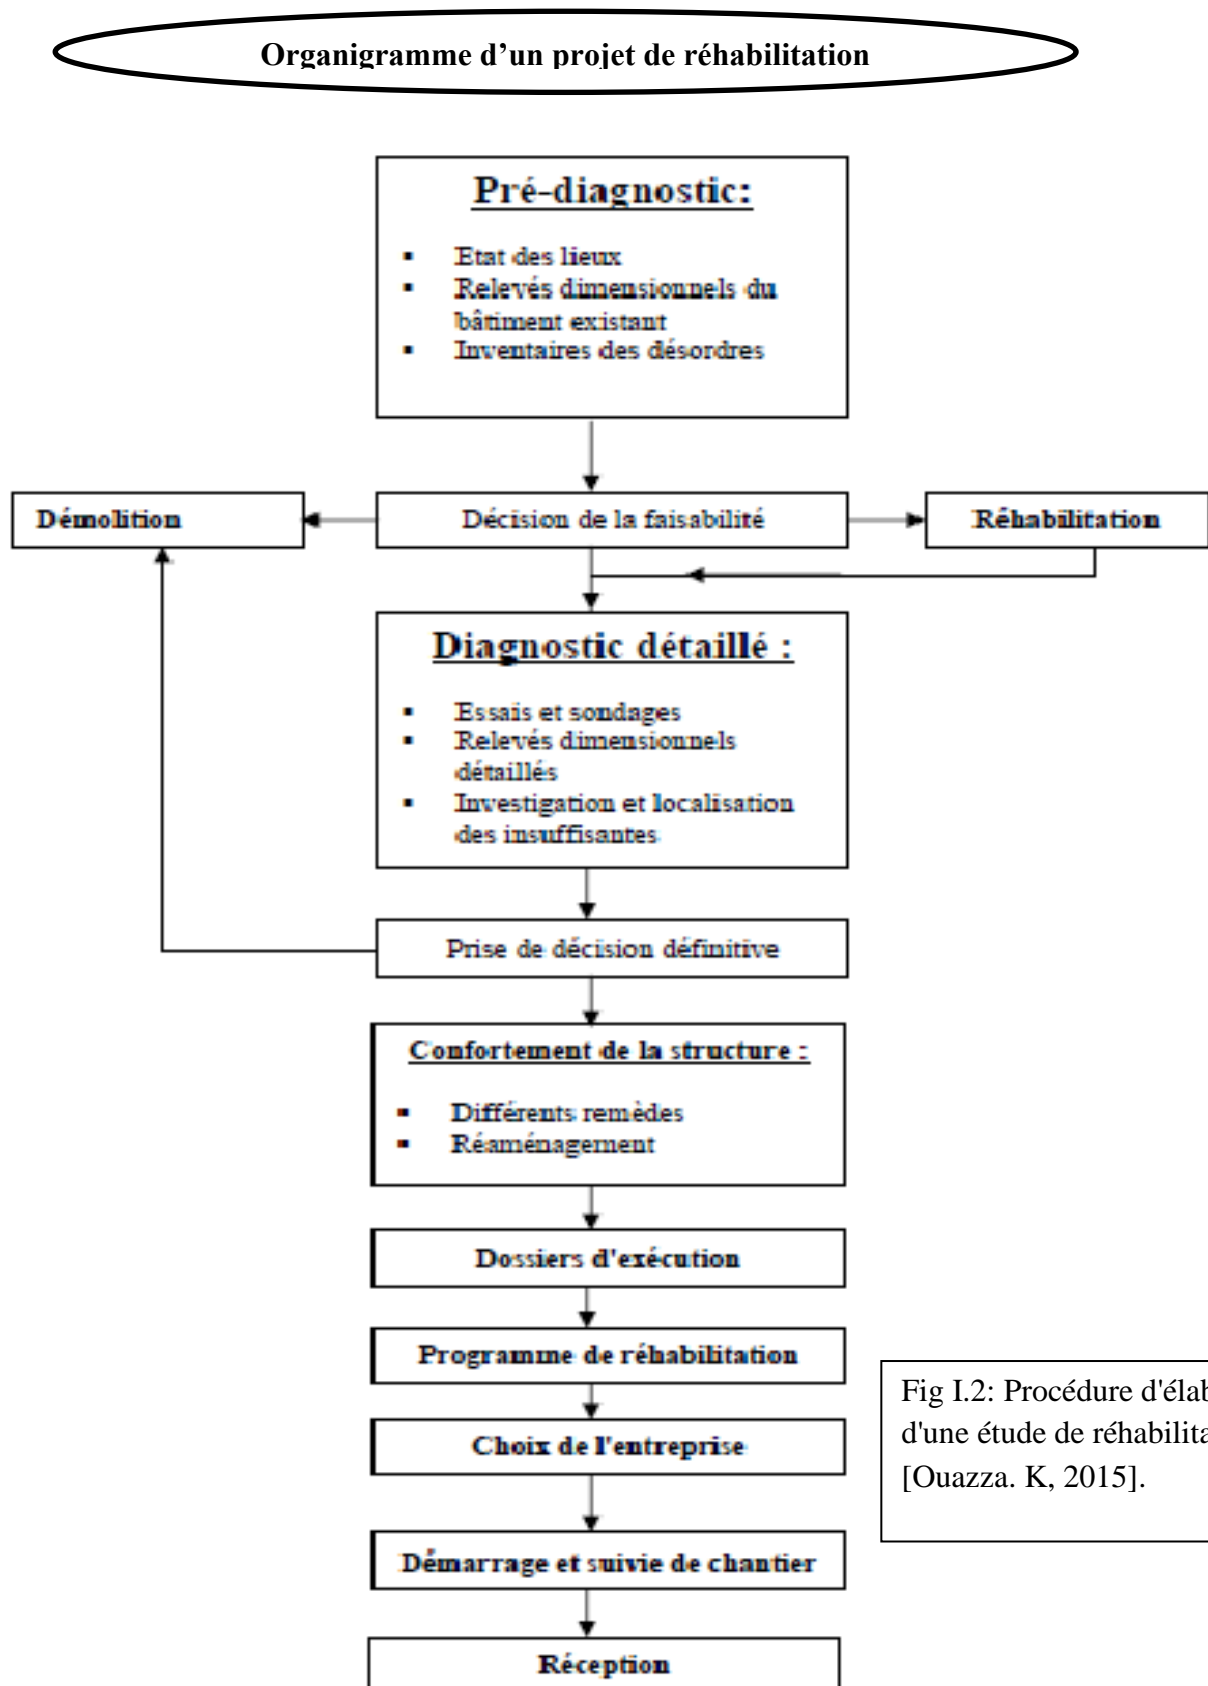 Organigramme d’un projet de réhabilitation
Pré-diagnostic:
▪ Etat des lieux
▪ Relevés dimensionnels du
bâtiment existant
▪ Inventaires des désordres
Démolition
Décision de la faisabilité
Réhabilitation
Diagnostic détaillé :
▪ Essais et sondages
▪ Relevés dimensionnels
détaillés
▪ Investigation et localisation
des insuffisantes
Prise de décision définitive
Confortement de la structure :
▪ Différents remèdes
▪ Réaménagement
Dossiers d'exécution
Programme de réhabilitation
Choix de l'entreprise
Fig I.2: Procédure d'élab
d'une étude de réhabilita
[Ouazza. K, 2015].
Démarrage et suivie de chantier
Réception